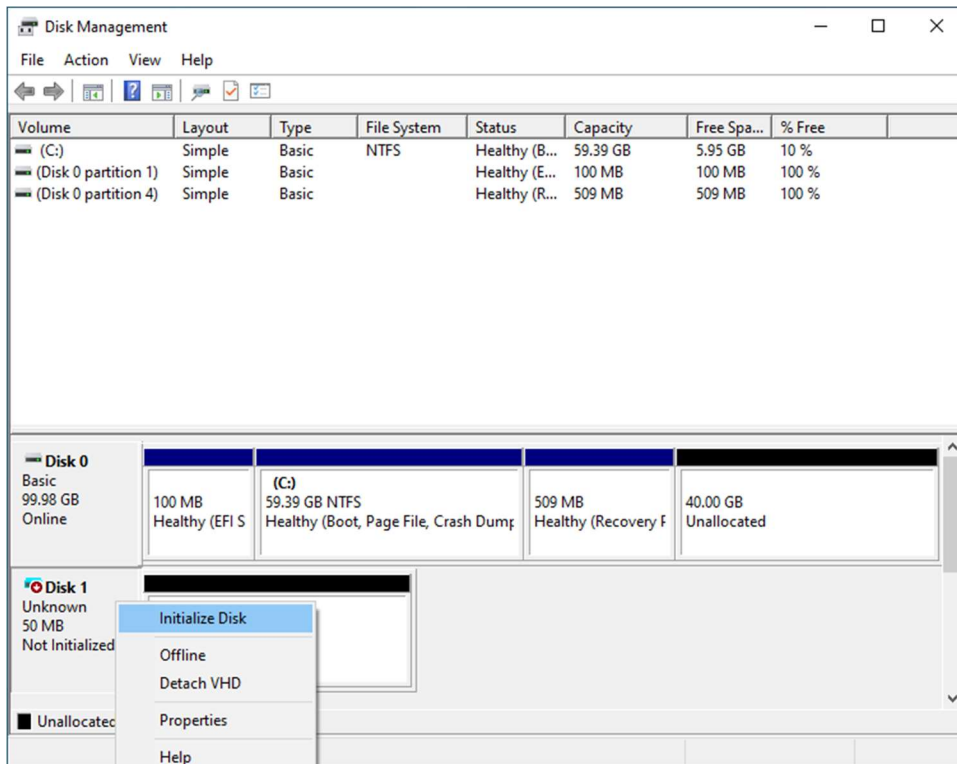 Disk Management
File Action View Help
Volume Layout Type File System Status Capacity Free Spa... % Free
(C:) Simple Basic NTFS Healthy (B... 59.39 GB 5.95 GB 10 %
(Disk 0 partition 1) Simple Basic Healthy (E... 100 MB 100 MB 100 %
(Disk 0 partition 4) Simple Basic Healthy (R... 509 MB 509 MB 100 %
Disk 0
Basic
99.98 GB
Online
100 MB
Healthy (EFI S
(C:)
59.39 GB NTFS
Healthy (Boot, Page File, Crash Dump
509 MB
Healthy (Recovery P
40.00 GB
Unallocated
Disk 1
Unknown
50 MB
Not Initialized
Initialize Disk
Offline
Detach VHD
Properties
Help
Unallocated